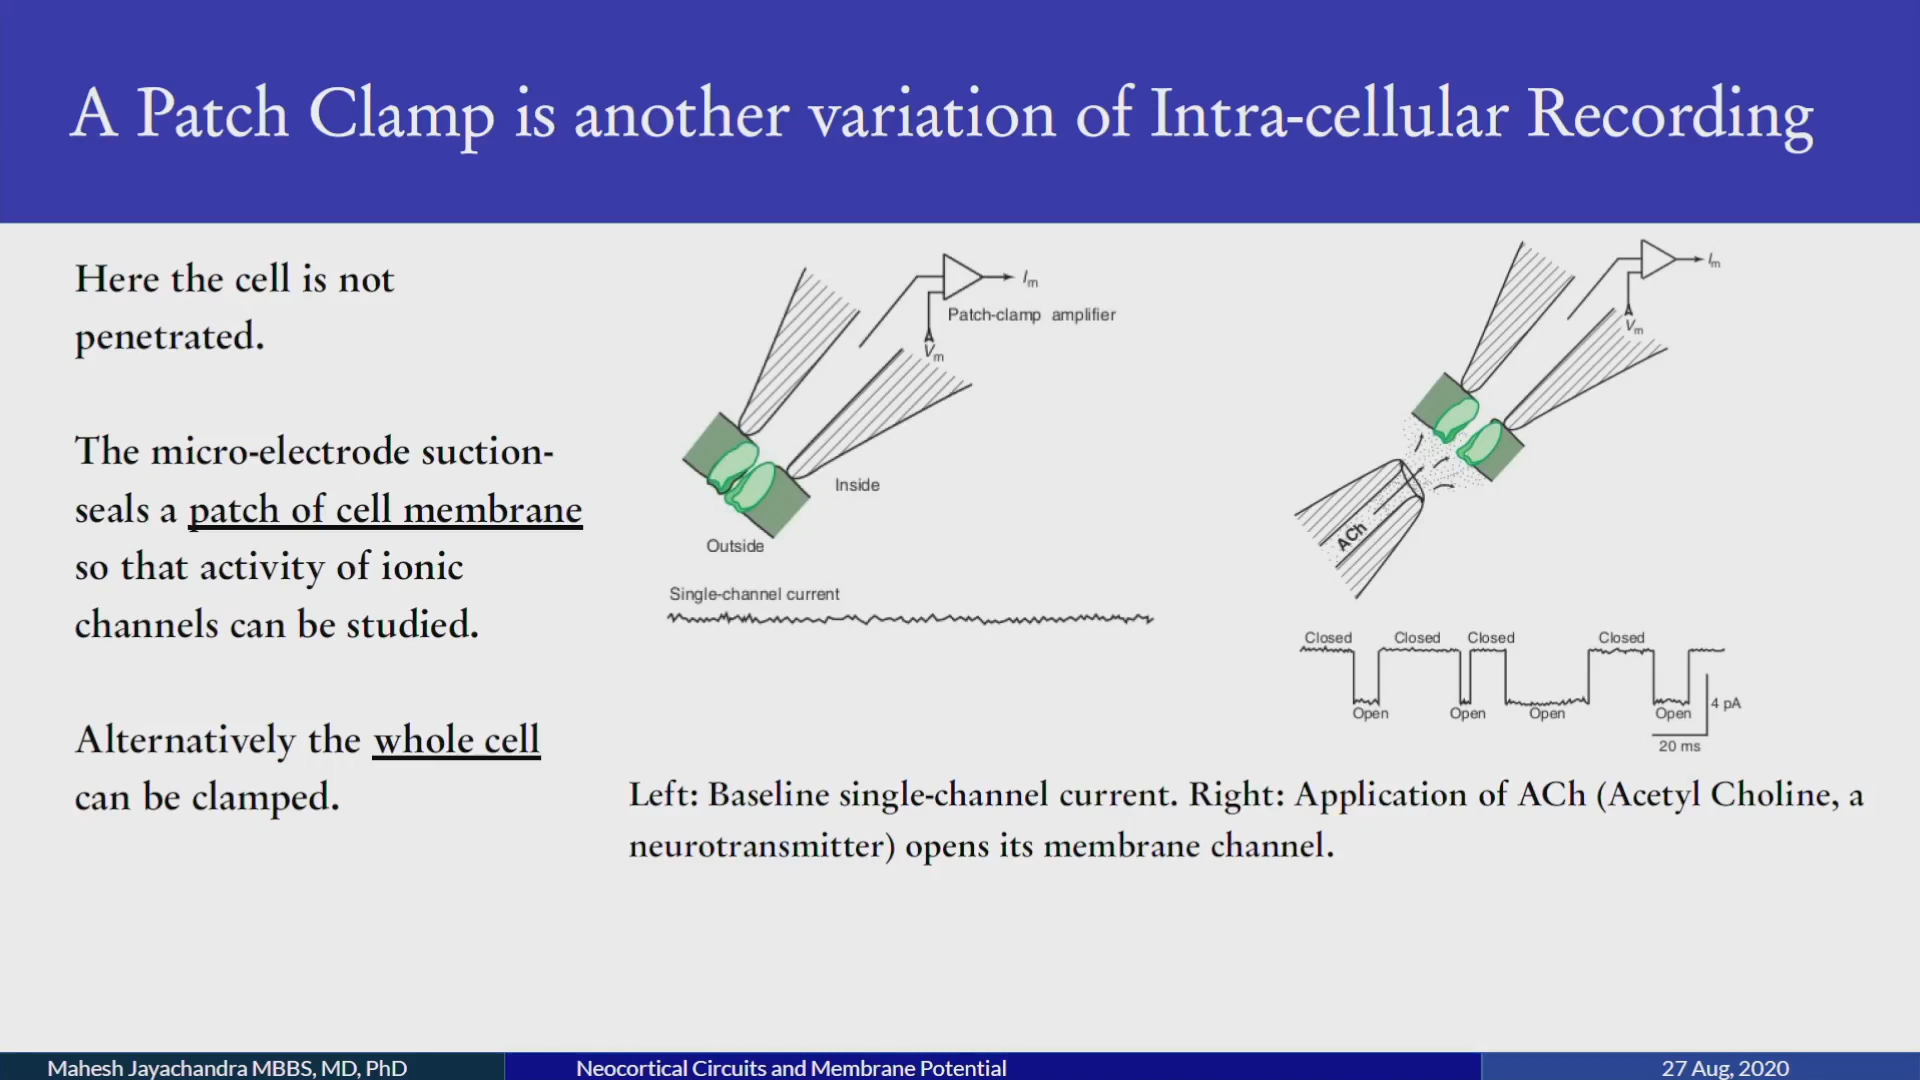 A Patch Clamp is another variation of Intra-cellular Recording
Here the cell is not
penetrated.
The micro-electrode suction-
seals a patch of cell membrane
so that activity of ionic
channels can be studied.
Alternatively the whole cell
can be clamped.
Im
Patch-clamp amplifier
Vm
Inside
Outside
Single-channel current
Im
Vm
ACh
Closed Closed Closed Closed
Open Open Open Open
4 pA
20 ms
Left: Baseline single-channel current. Right: Application of ACh (Acetyl Choline, a
neurotransmitter) opens its membrane channel.
Mahesh Jayachandra MBBS, MD, PhD
Neocortical Circuits and Membrane Potential
27 Aug, 2020